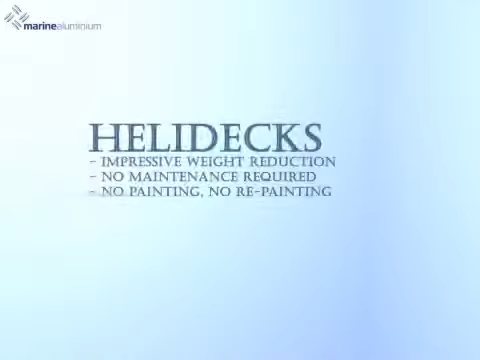 marinealuminium
HELIDECKS
- IMPRESSIVE WEIGHT REDUCTION
- NO MAINTENANCE REQUIRED
- NO PAINTING, NO RE-PAINTING